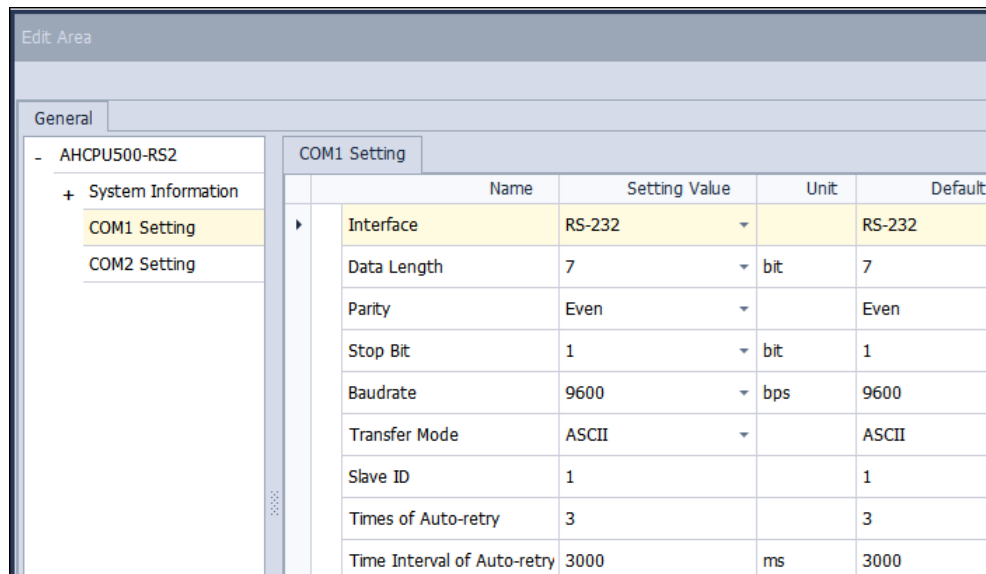 Edit Area
General
- AHCPU500-RS2
+ System Information
COM1 Setting
COM2 Setting
COM1 Setting
Name Setting Value Unit Default
Interface RS-232 RS-232
Data Length 7 bit 7
Parity Even Even
Stop Bit 1 bit 1
Baudrate 9600 bps 9600
Transfer Mode ASCII ASCII
Slave ID 1 1
Times of Auto-retry 3 3
Time Interval of Auto-retry 3000 ms 3000